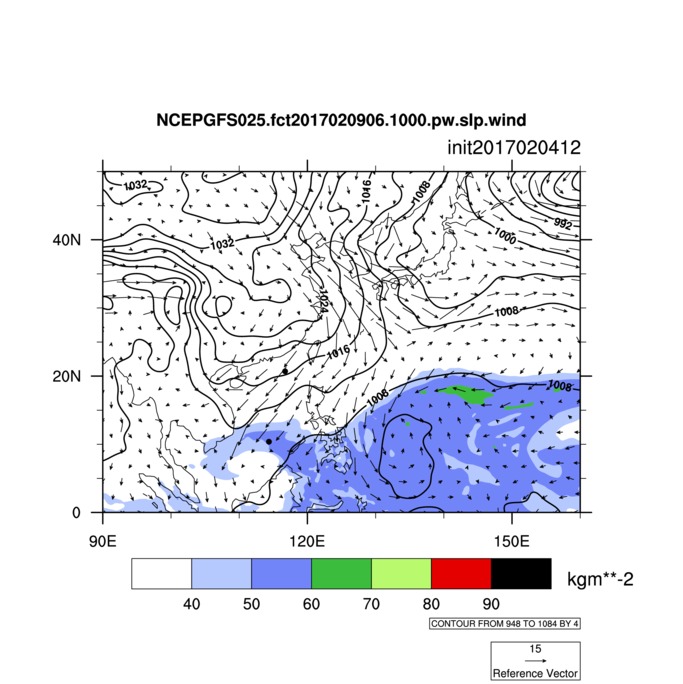 NCEPGFS025.fct2017020906.1000.pw.slp.wind
init2017020412
1032
1016
1008
992
1000
1032
40N
1024
1008
1016
20N
1008
1008
0
90E 120E 150E
40 50 60 70 80 90
kgm**-2
CONTOUR FROM 948 TO 1084 BY 4
15
Reference Vector